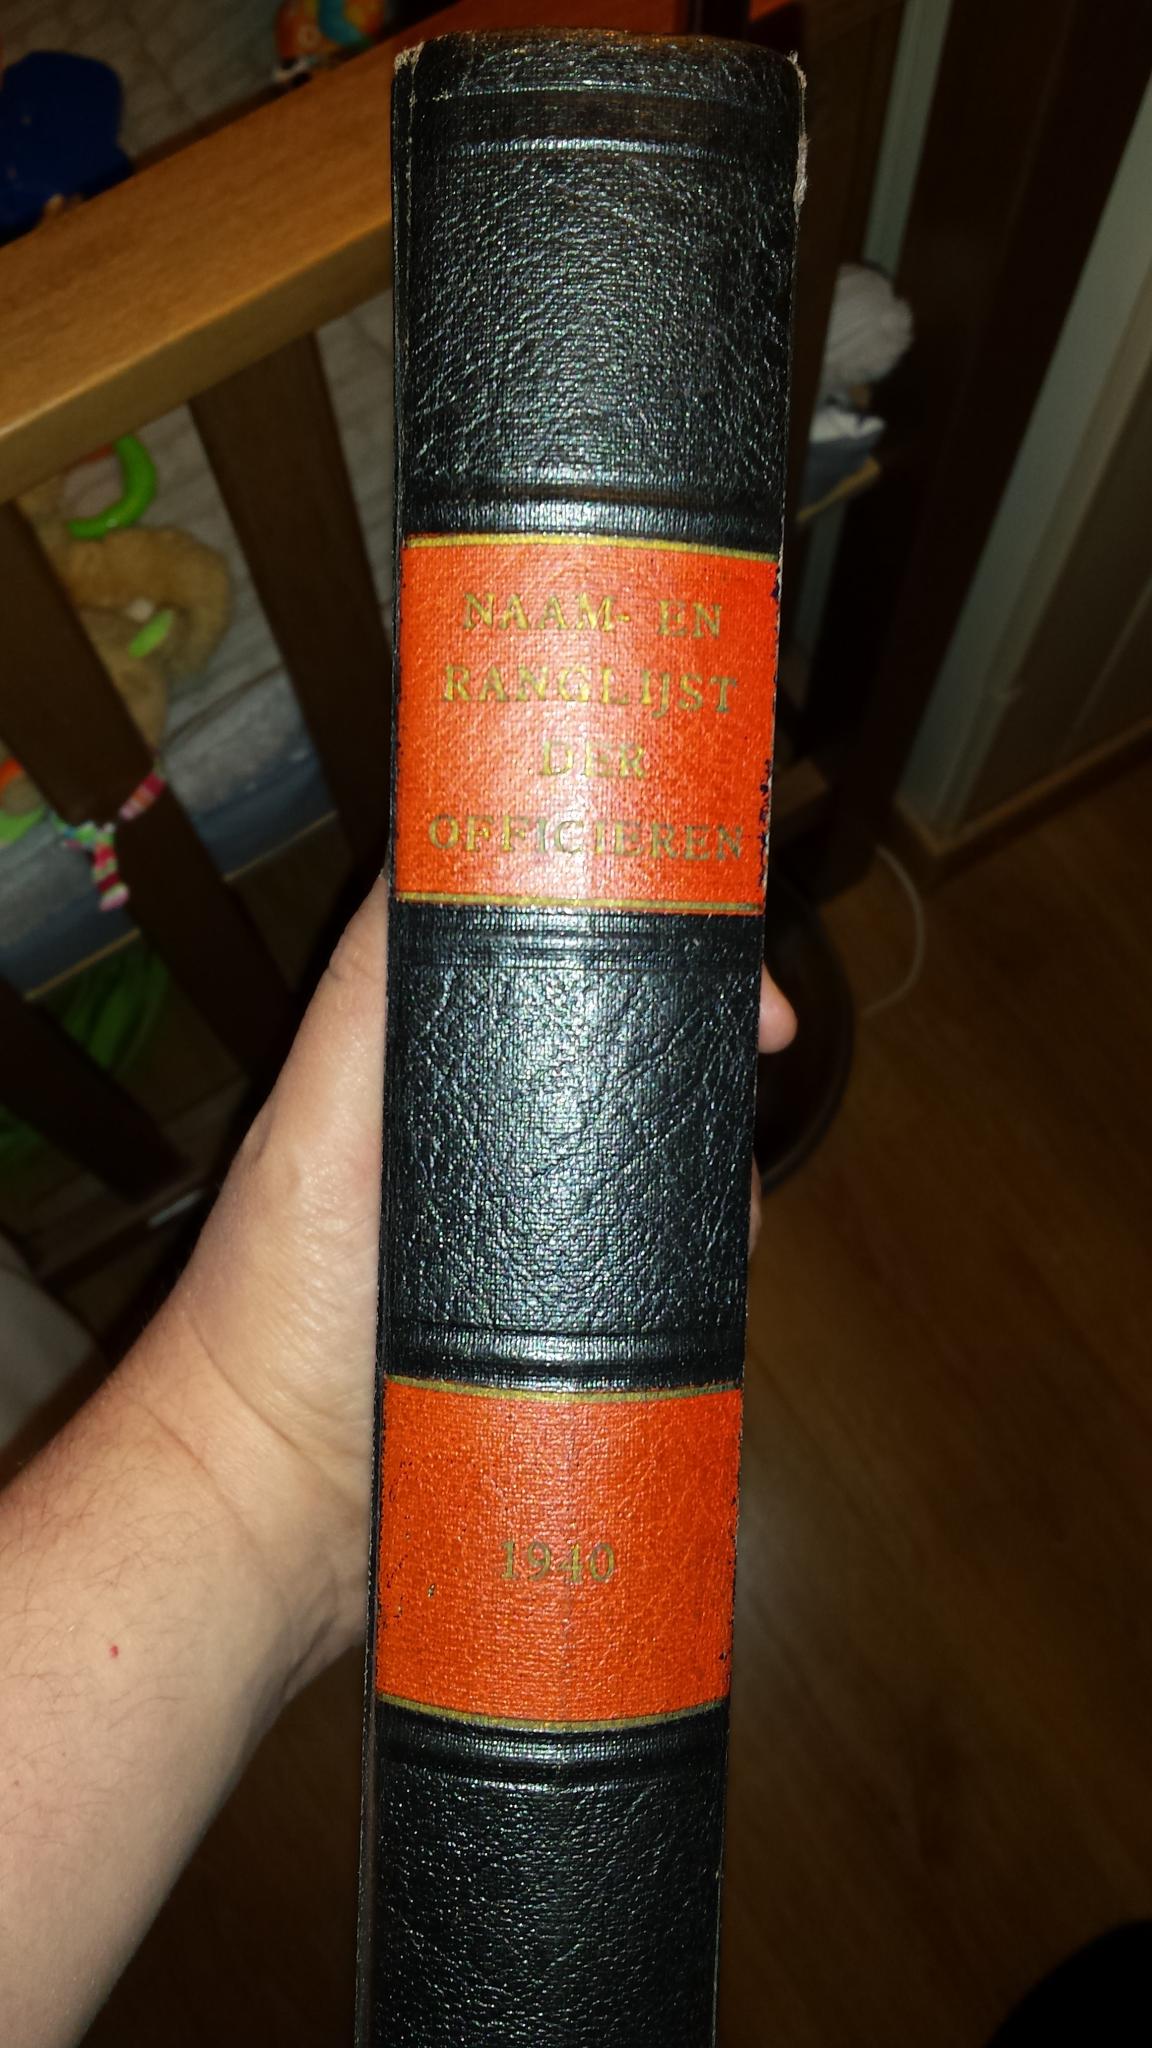 NAAM- EN
RANGLIJST
DER
OFFICIEREN
1940